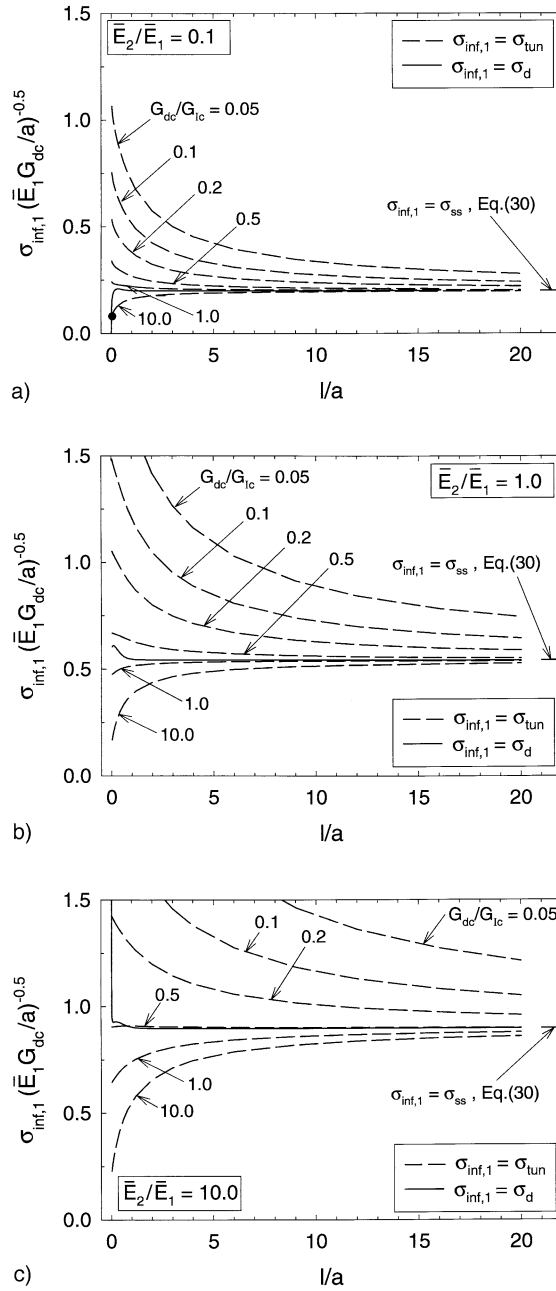 Ē₂/Ē₁ = 0.1
σinf,1 = σtun
σinf,1 = σd
Gdc/GIc = 0.05
0.1
0.2
0.5
1.0
10.0
σinf,1 = σss , Eq.(30)
σinf,1 (Ē₁Gdc/a)⁻⁰·⁵
1.5
1.0
0.5
0.0
0 5 10 15 20
l/a
a)
Ē₂/Ē₁ = 1.0
Gdc/GIc = 0.05
0.1
0.2
0.5
1.0
10.0
σinf,1 = σss , Eq.(30)
σinf,1 = σtun
σinf,1 = σd
σinf,1 (Ē₁Gdc/a)⁻⁰·⁵
1.5
1.0
0.5
0.0
0 5 10 15 20
l/a
b)
Gdc/GIc = 0.05
0.1
0.2
0.5
1.0
10.0
σinf,1 = σss , Eq.(30)
σinf,1 = σtun
σinf,1 = σd
Ē₂/Ē₁ = 10.0
σinf,1 (Ē₁Gdc/a)⁻⁰·⁵
1.5
1.0
0.5
0.0
0 5 10 15 20
l/a
c)